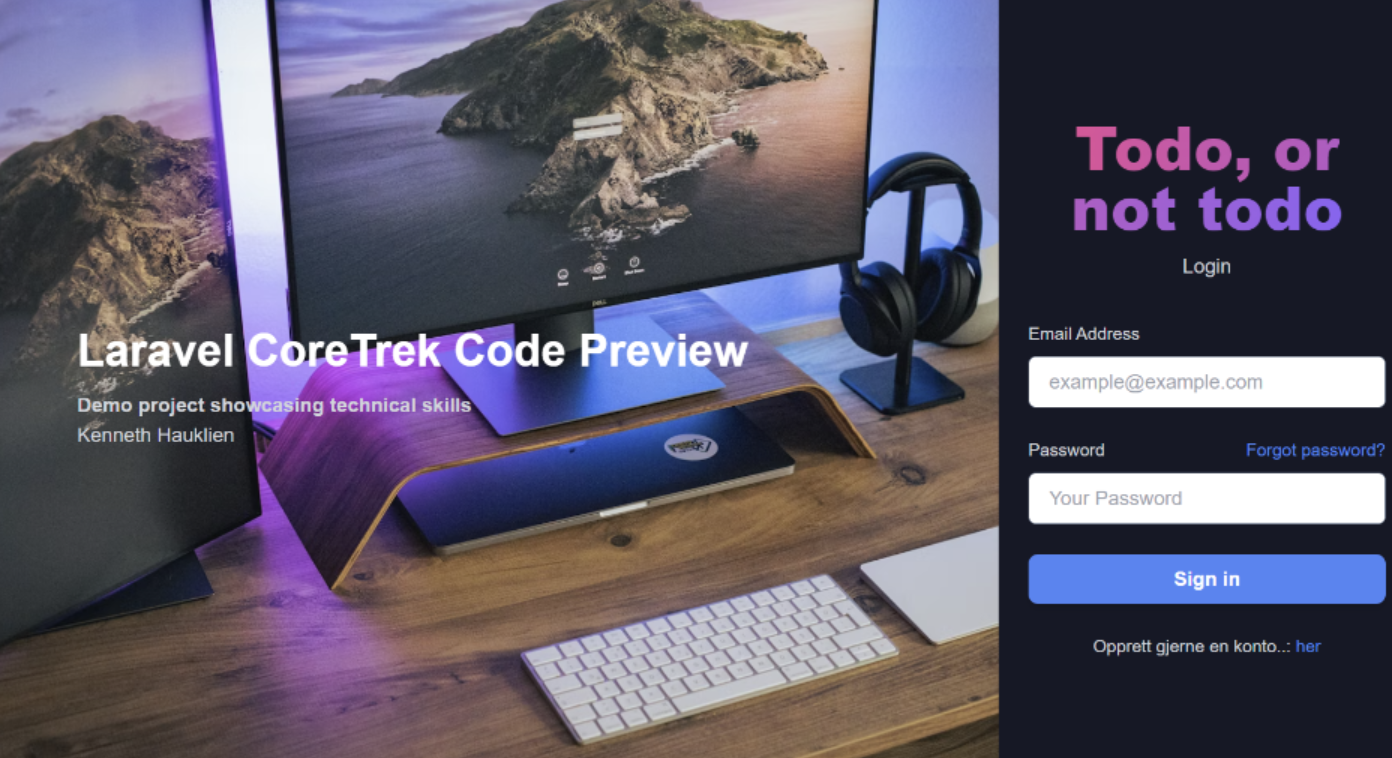 Laravel CoreTrek Code Preview
Demo project showcasing technical skills
Kenneth Hauklien
DELL
Todo, or
not todo
Login
Email Address
example@example.com
Password
Forgot password?
Your Password
Sign in
Opprett gjerne en konto..: her